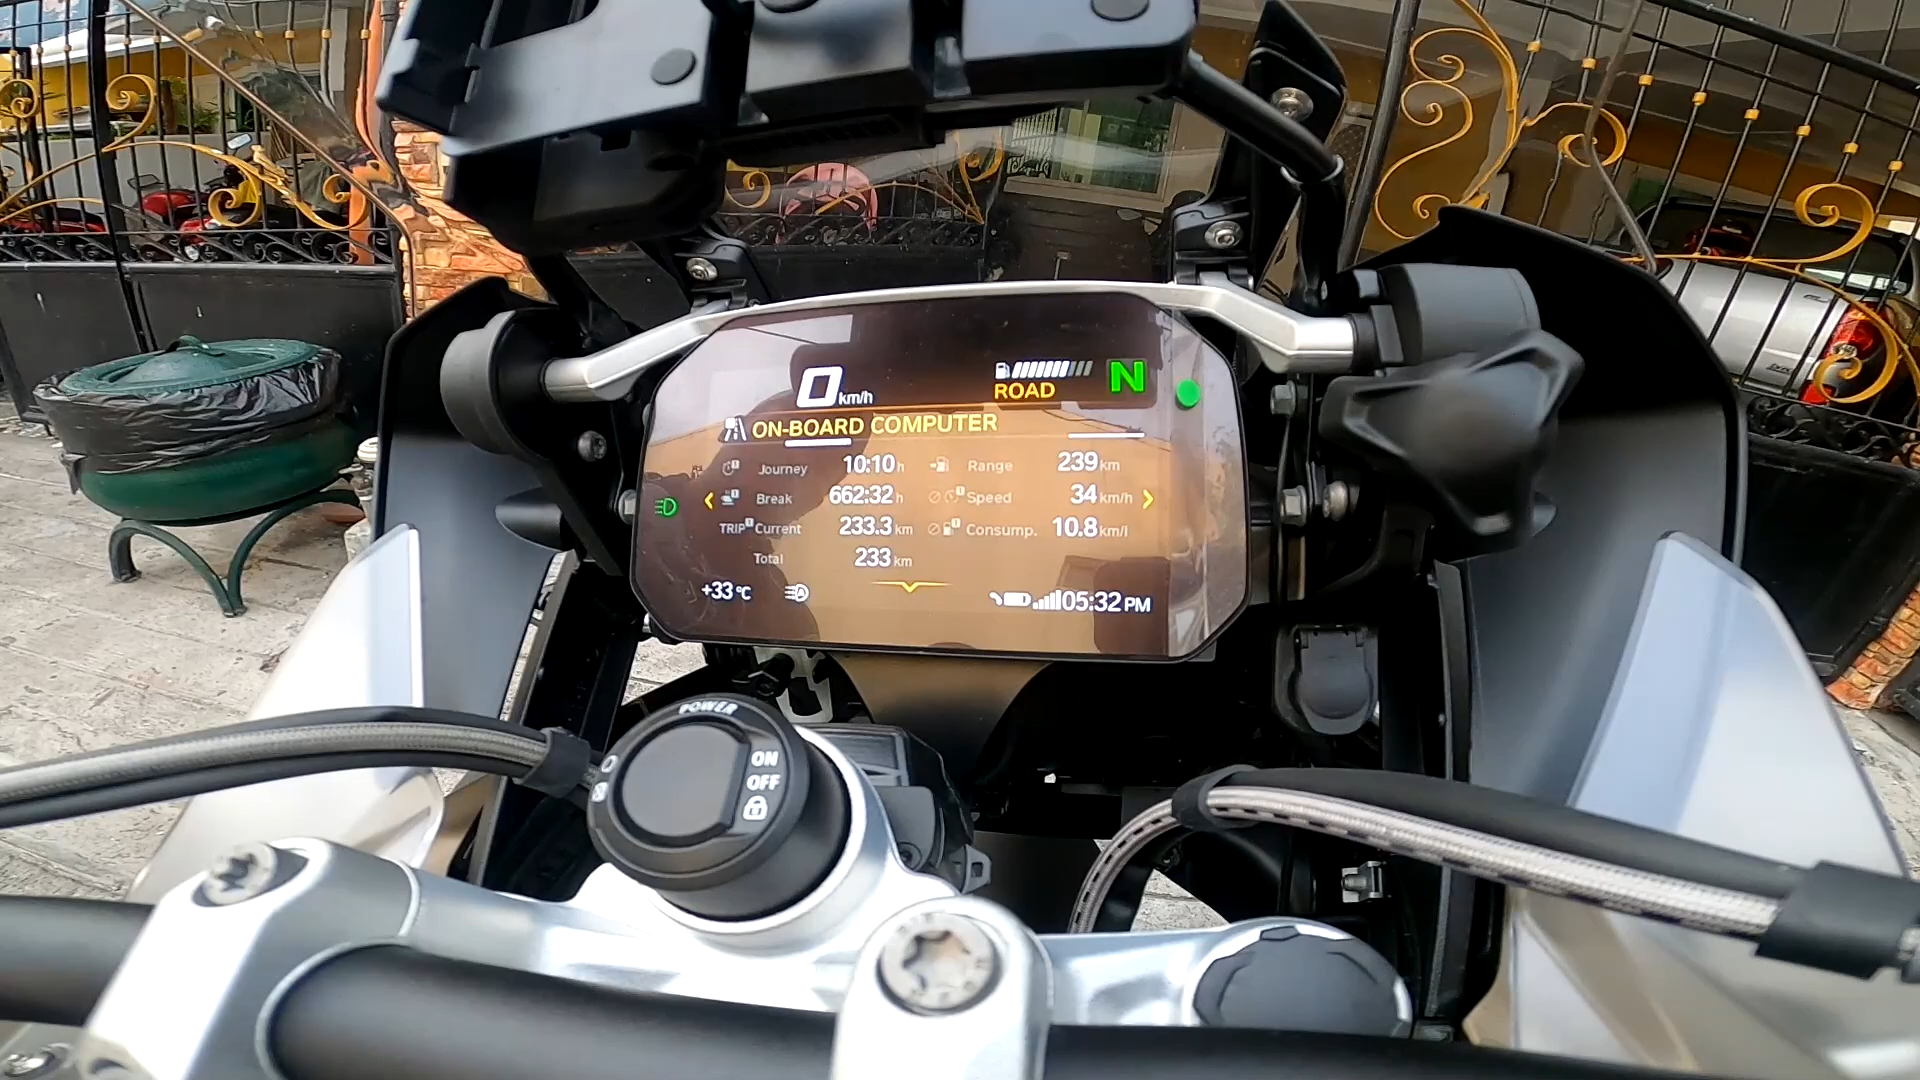 0 km/h
ROAD
N
ON-BOARD COMPUTER
Journey 10:10 h Range 239 km
Break 662:32 h Speed 34 km/h
TRIP 1 Current 233.3 km Consump. 10.8 km/l
Total 233 km
+33 °C 05:32 PM
POWER
ON
OFF